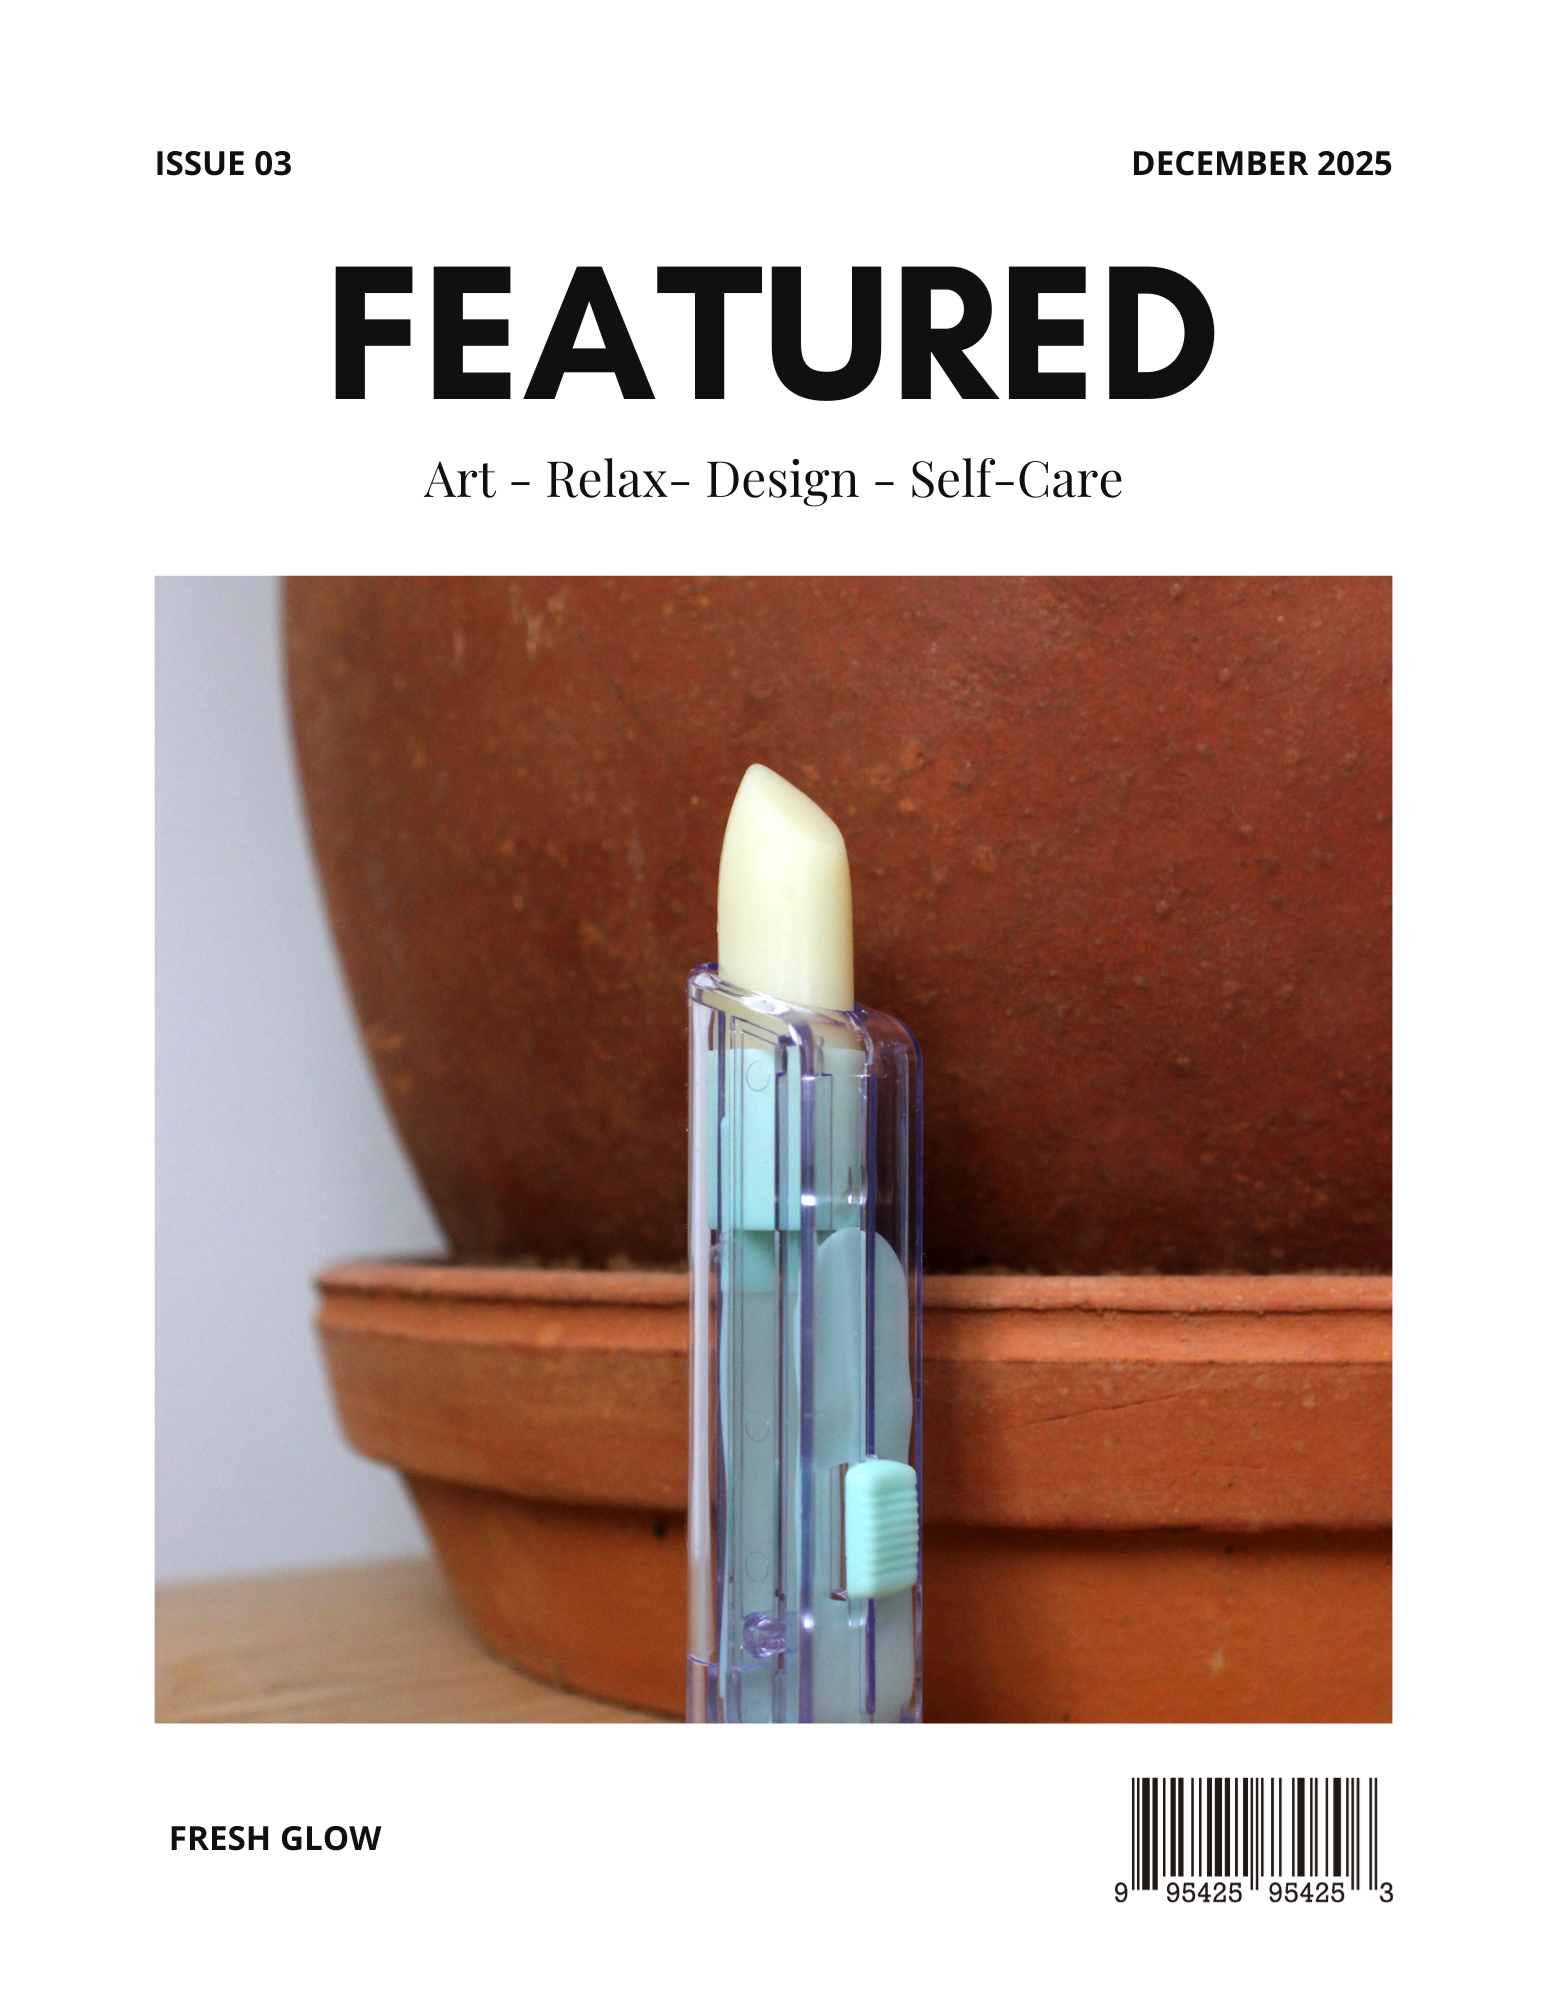 ISSUE 03
DECEMBER 2025
FEATURED
Art - Relax- Design - Self-Care
FRESH GLOW
9 95425 95425 3